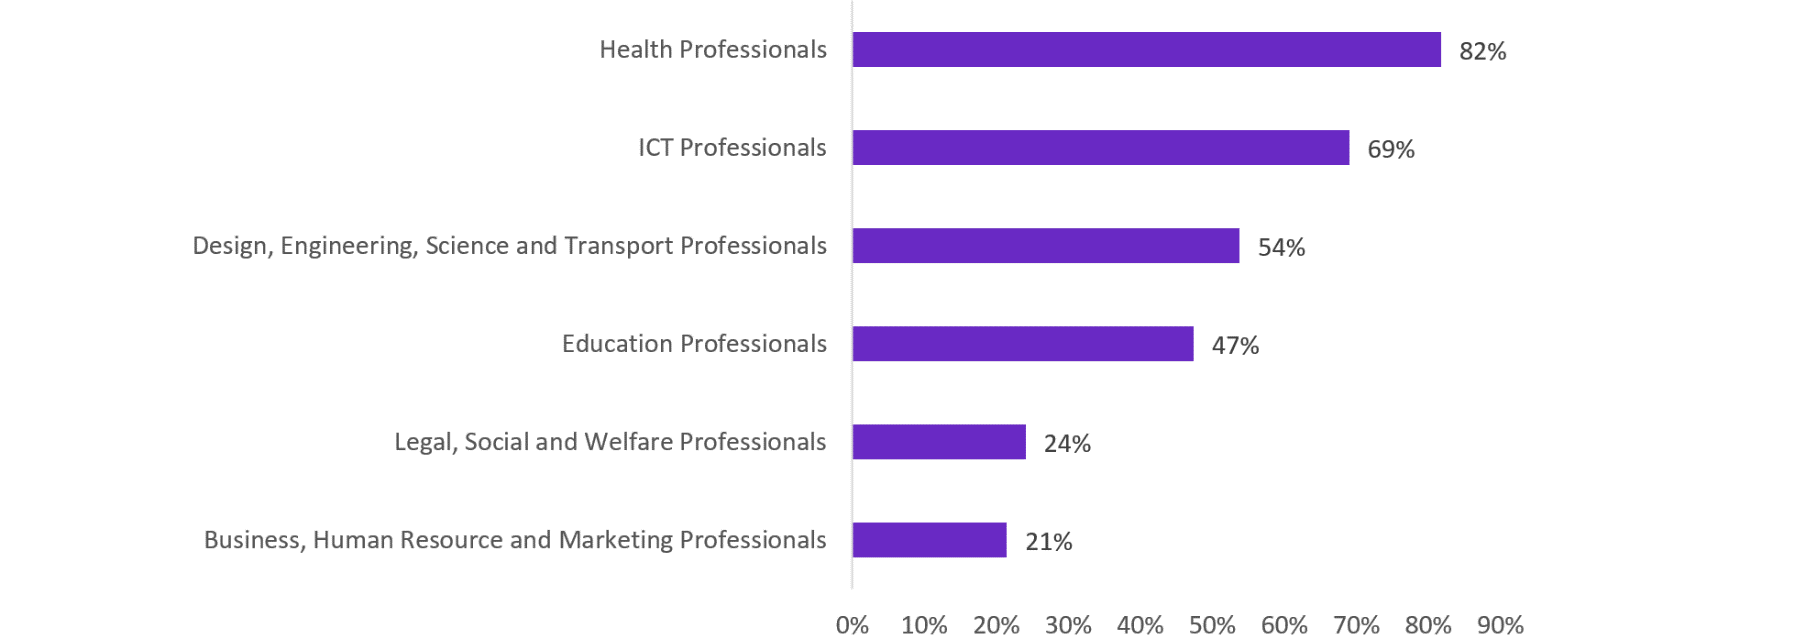 Health Professionals 82%
ICT Professionals 69%
Design, Engineering, Science and Transport Professionals 54%
Education Professionals 47%
Legal, Social and Welfare Professionals 24%
Business, Human Resource and Marketing Professionals 21%
0% 10% 20% 30% 40% 50% 60% 70% 80% 90%